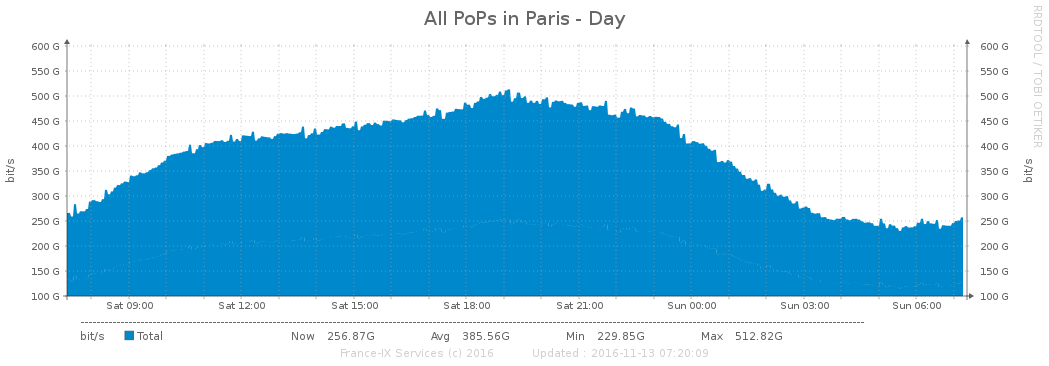 All PoPs in Paris - Day
RRDTOOL / TOBI OETIKER
600 G 600 G
550 G 550 G
500 G 500 G
450 G 450 G
400 G 400 G
350 G 350 G
300 G 300 G
250 G 250 G
200 G 200 G
150 G 150 G
100 G 100 G
bit/s bit/s
Sat 09:00 Sat 12:00 Sat 15:00 Sat 18:00 Sat 21:00 Sun 00:00 Sun 03:00 Sun 06:00
bit/s Total Now 256.87G Avg 385.56G Min 229.85G Max 512.82G
France-IX Services (c) 2016 Updated : 2016-11-13 07:20:09